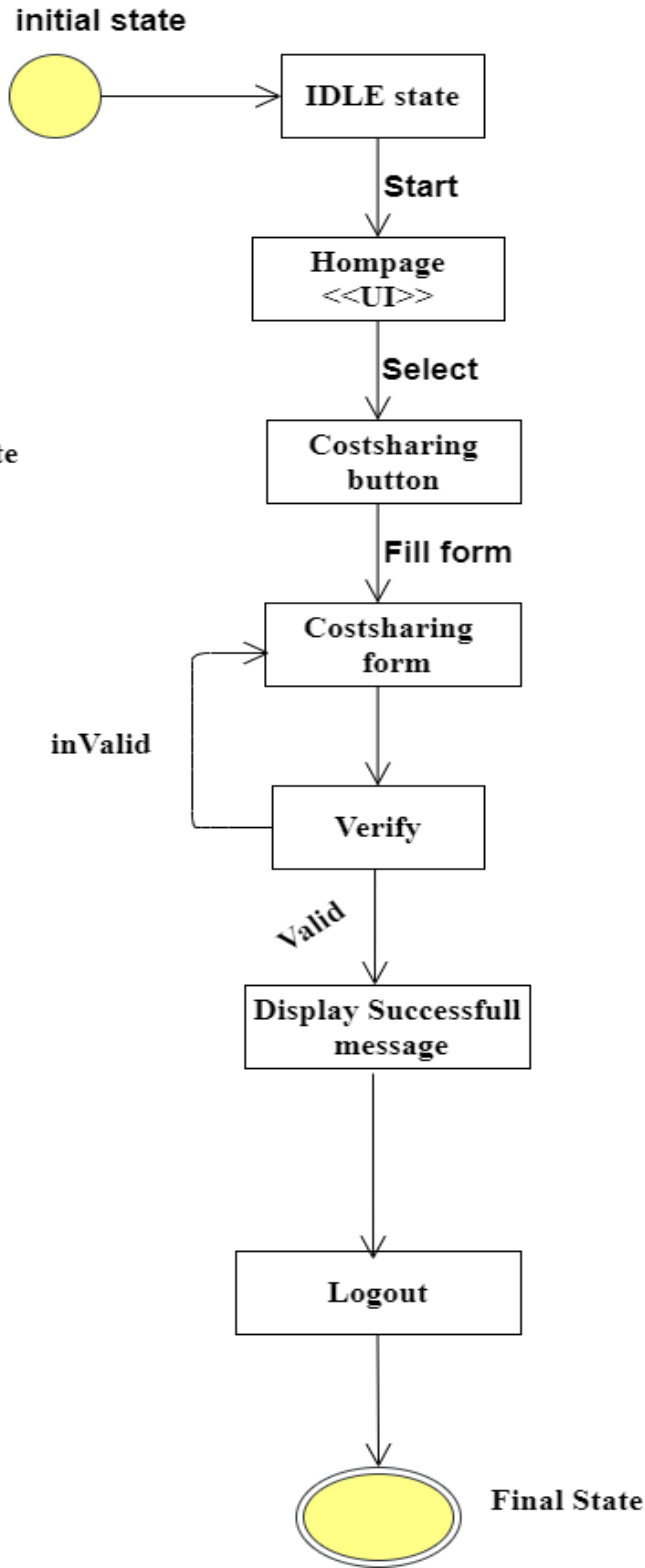 initial state
IDLE state
Start
Hompage
<<UI>>
Select
Costsharing
button
te
Fill form
Costsharing
form
inValid
Verify
Valid
Display Successfull
message
Logout
Final State